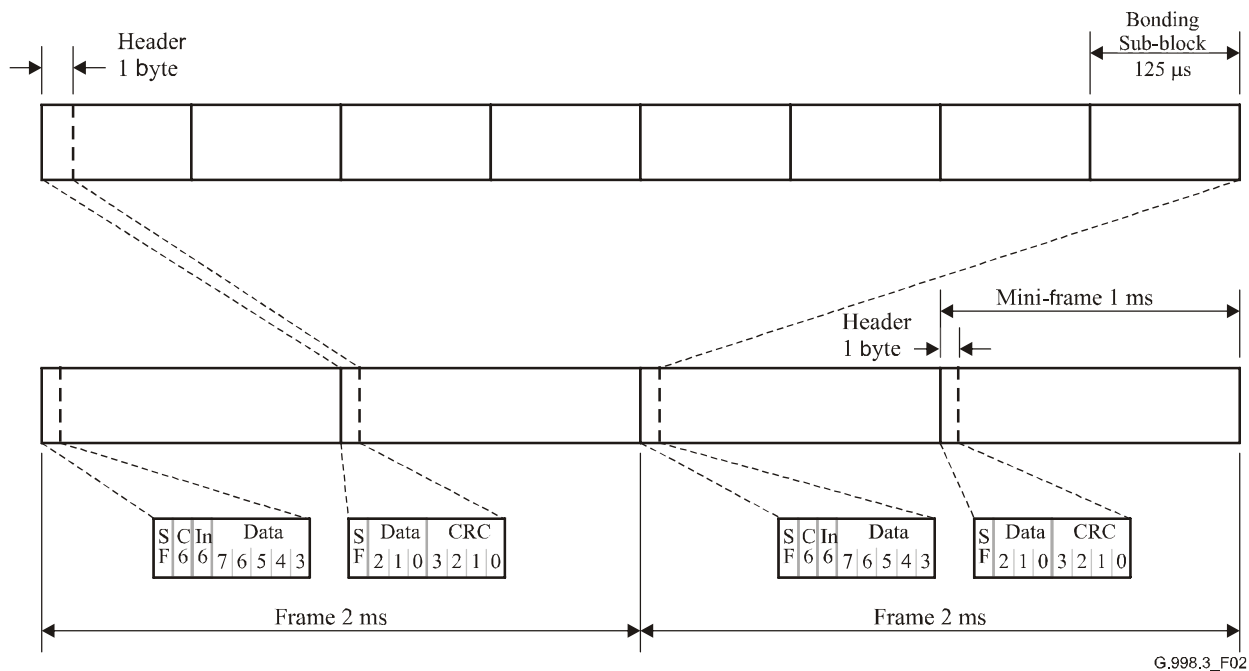 Header
1 byte
Bonding
Sub-block
125 μs
Mini-frame 1 ms
Header
1 byte
S F C 6 In 6 Data 7 6 5 4 3
S F Data 2 1 0 CRC 3 2 1 0
S F C 6 In 6 Data 7 6 5 4 3
S F Data 2 1 0 CRC 3 2 1 0
Frame 2 ms
Frame 2 ms
G.998.3_F02